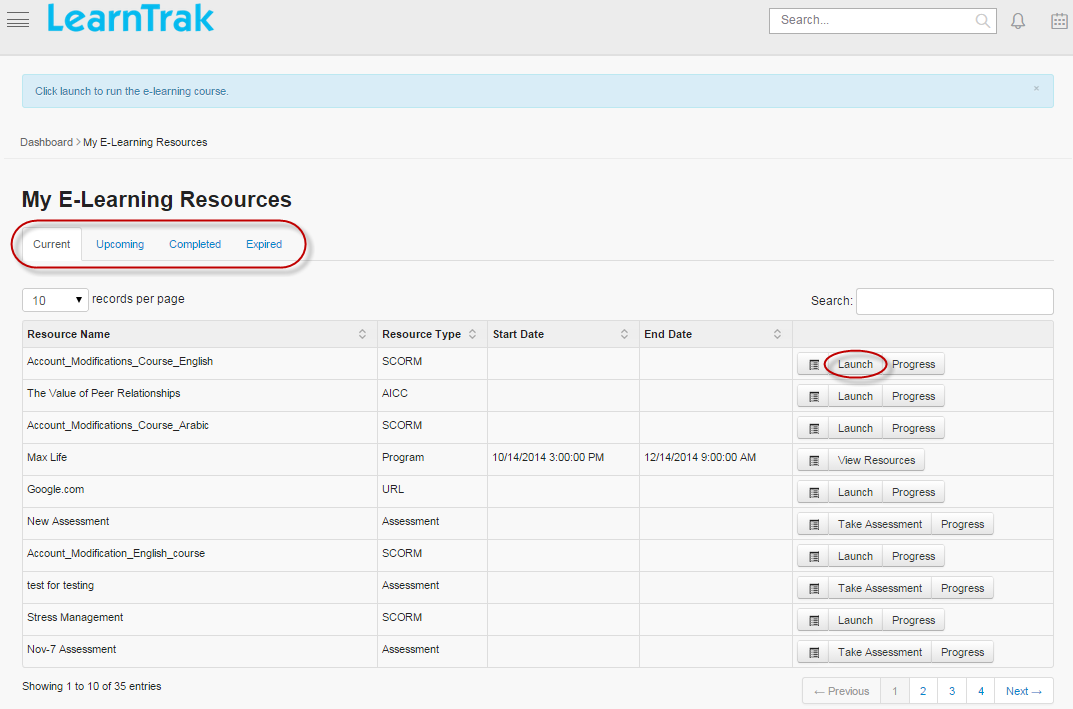 LearnTrak
Search...
Click launch to run the e-learning course.
×
Dashboard > My E-Learning Resources
My E-Learning Resources
Current Upcoming Completed Expired
10 ▼ records per page Search:
Resource Name Resource Type Start Date End Date
Account_Modifications_Course_English SCORM Launch Progress
The Value of Peer Relationships AICC Launch Progress
Account_Modifications_Course_Arabic SCORM Launch Progress
Max Life Program 10/14/2014 3:00:00 PM 12/14/2014 9:00:00 AM View Resources
Google.com URL Launch Progress
New Assessment Assessment Take Assessment Progress
Account_Modification_English_course SCORM Launch Progress
test for testing Assessment Take Assessment Progress
Stress Management SCORM Launch Progress
Nov-7 Assessment Assessment Take Assessment Progress
Showing 1 to 10 of 35 entries ← Previous 1 2 3 4 Next →